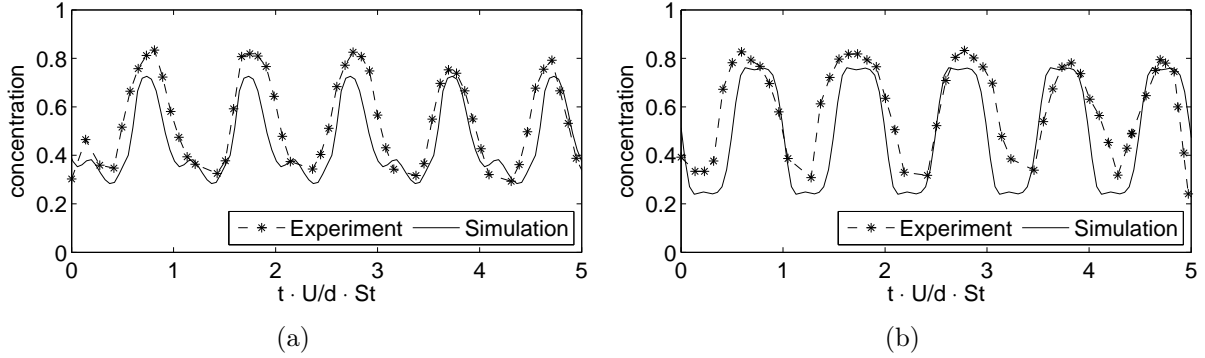 1
0.8
0.6
0.4
0.2
0
concentration
0 1 2 3 4 5
t · U/d · St
Experiment Simulation
(a)
1
0.8
0.6
0.4
0.2
0
concentration
0 1 2 3 4 5
t · U/d · St
Experiment Simulation
(b)